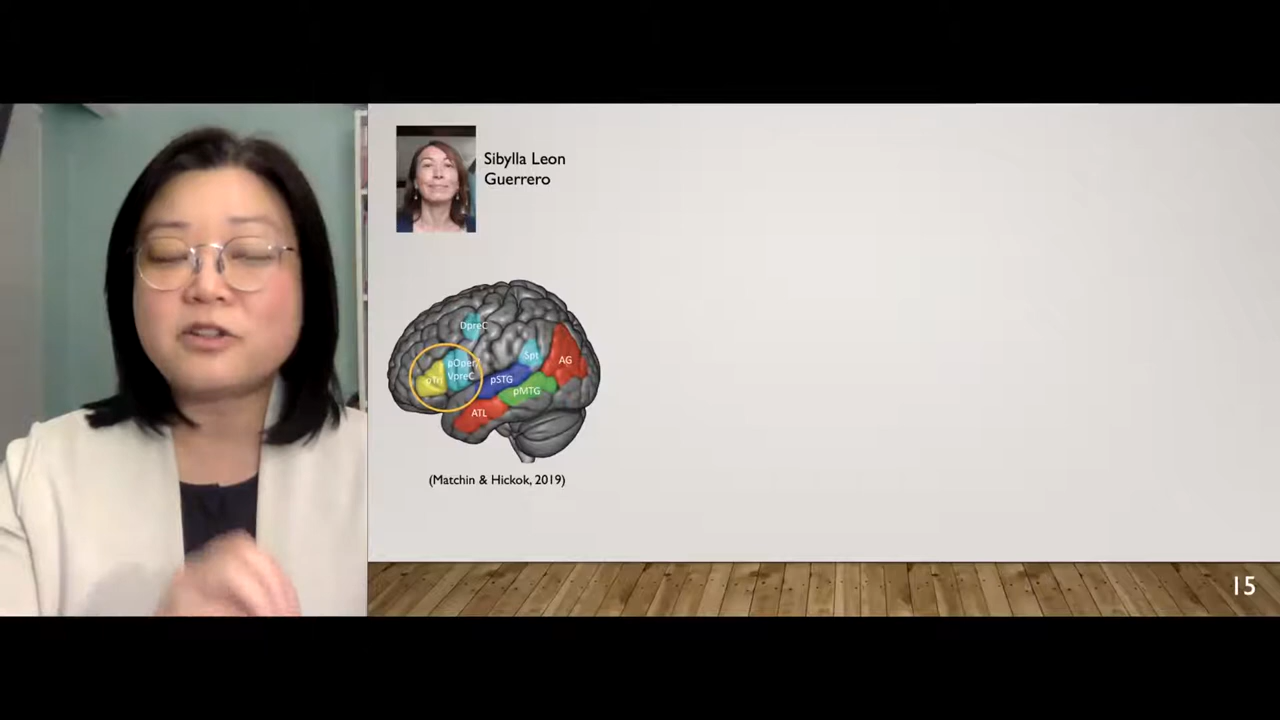 Sibylla Leon
Guerrero
DpreC
pTri
pOper/
VpreC
Spt
AG
pSTG
pMTG
ATL
(Matchin & Hickok, 2019)
15